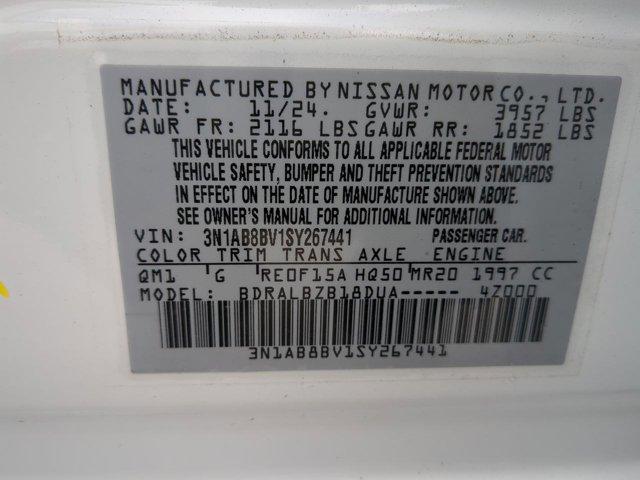 MANUFACTURED BY NISSAN MOTOR CO., LTD.
DATE: 11/24. GVWR: 3957 LBS
GAWR FR: 2116 LBS GAWR RR: 1852 LBS
THIS VEHICLE CONFORMS TO ALL APPLICABLE FEDERAL MOTOR
VEHICLE SAFETY, BUMPER AND THEFT PREVENTION STANDARDS
IN EFFECT ON THE DATE OF MANUFACTURE SHOWN ABOVE.
SEE OWNER'S MANUAL FOR ADDITIONAL INFORMATION.
VIN: 3N1AB8BV1SY267441 PASSENGER CAR.
COLOR TRIM TRANS AXLE ENGINE
QM1 G RE0F15A HQ50 MR20 1997 CC
MODEL: BDRALBZB18DUA----- 4Z000
3N1AB8BV1SY267441